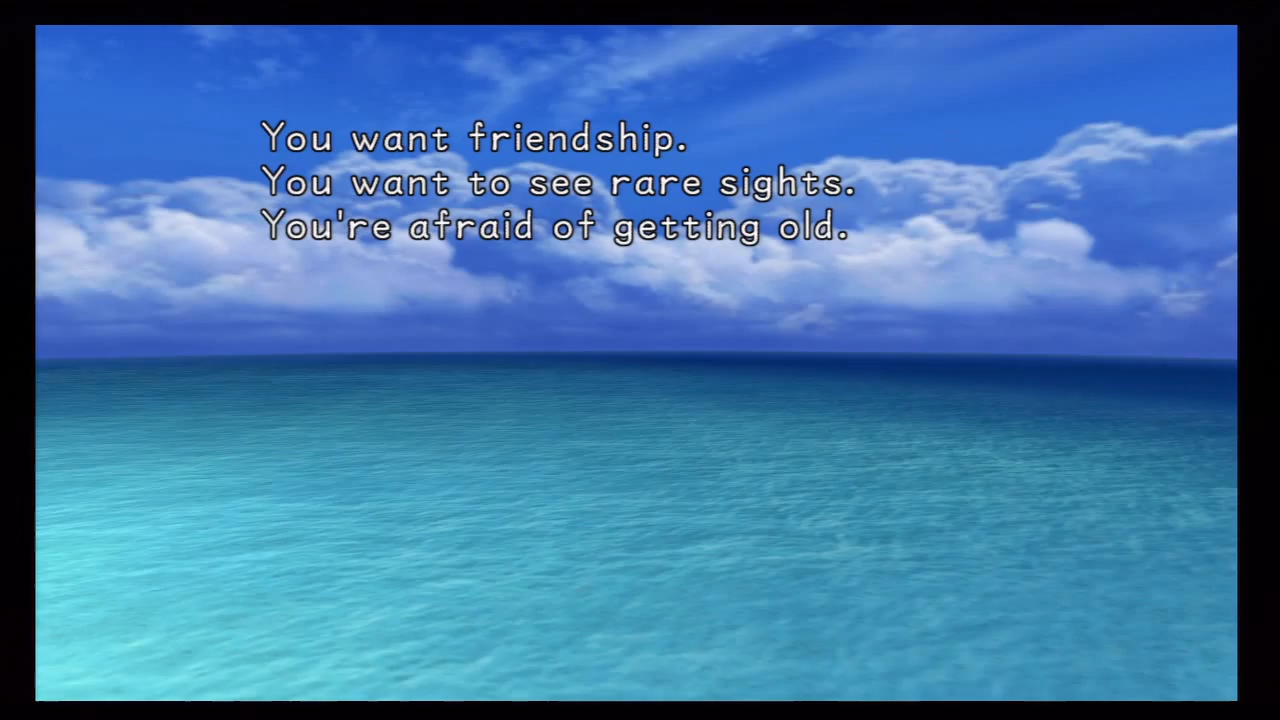 You want friendship.
You want to see rare sights.
You're afraid of getting old.